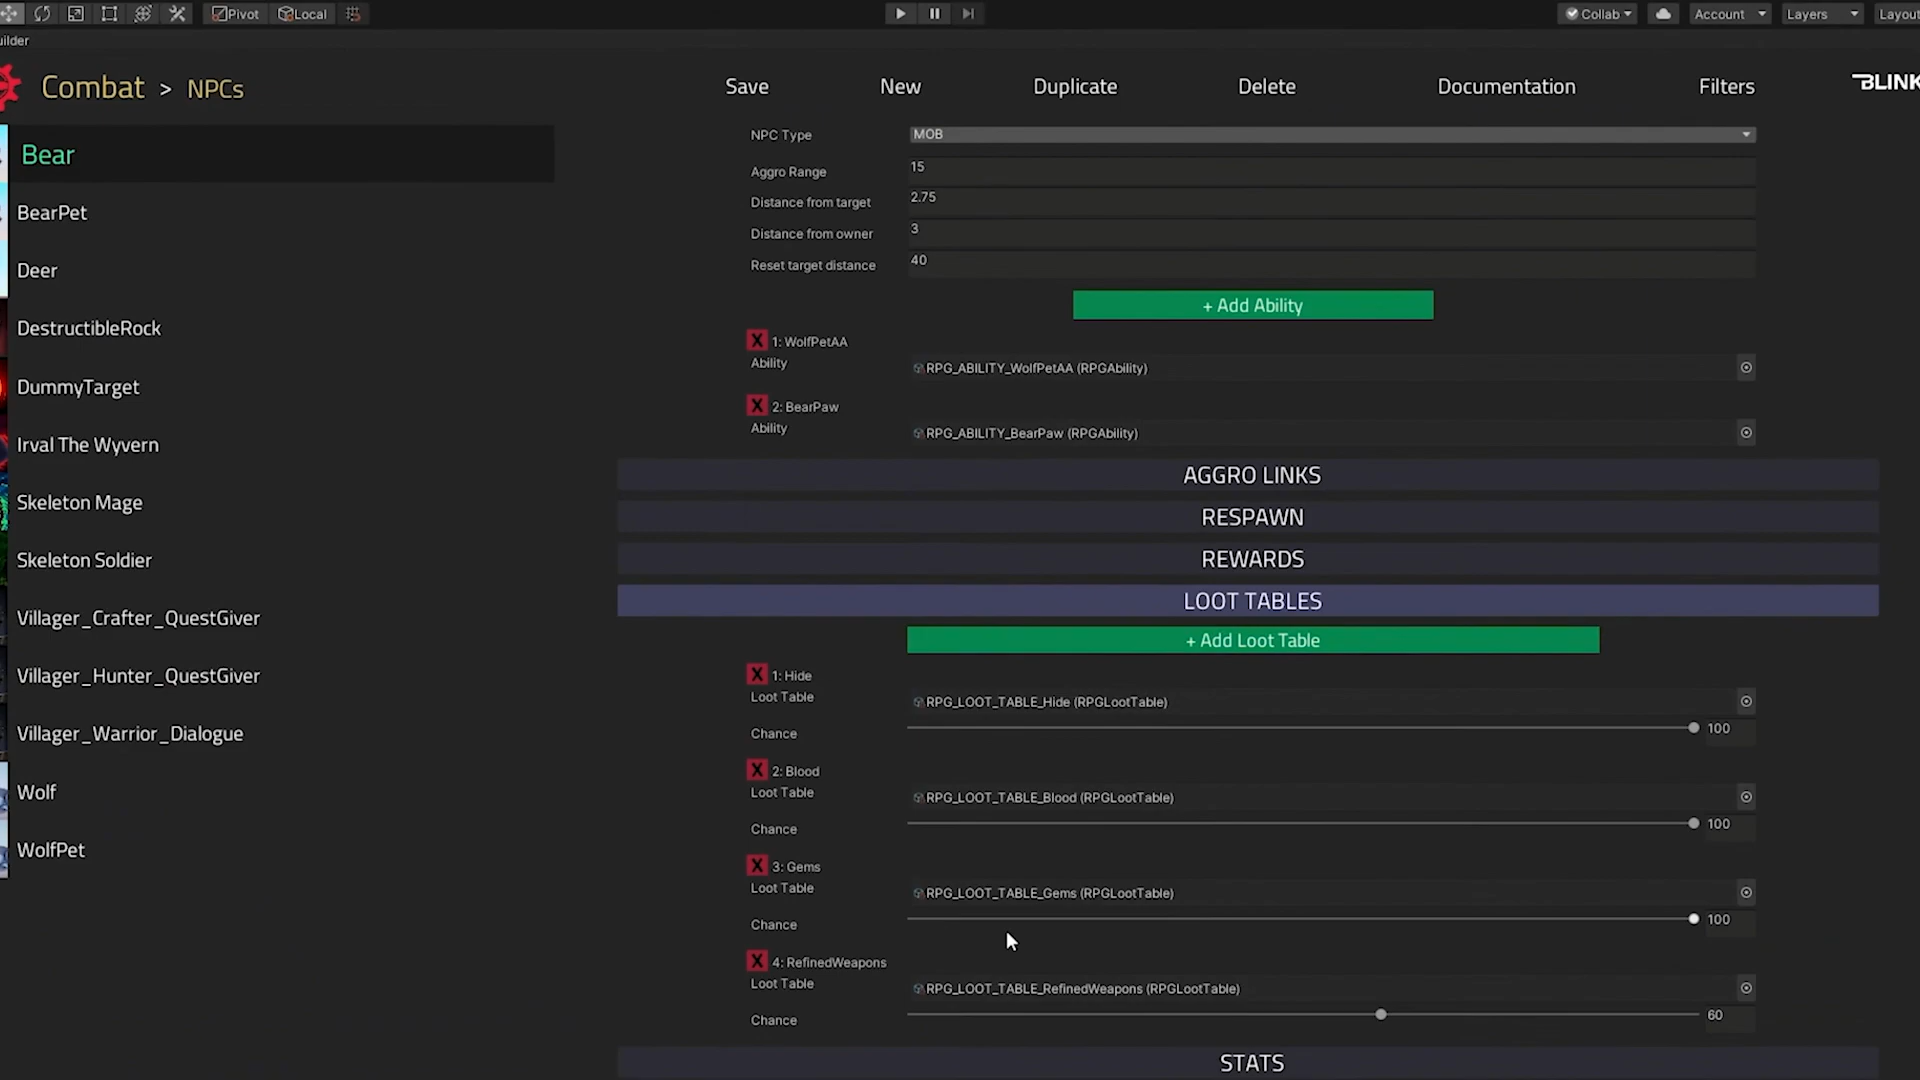 Pivot Local Collab Account Layers Layout
uilder
Combat > NPCs Save New Duplicate Delete Documentation Filters BLINK
Bear
BearPet
Deer
DestructibleRock
DummyTarget
Irval The Wyvern
Skeleton Mage
Skeleton Soldier
Villager_Crafter_QuestGiver
Villager_Hunter_QuestGiver
Villager_Warrior_Dialogue
Wolf
WolfPet
NPC Type MOB
Aggro Range 15
Distance from target 2.75
Distance from owner 3
Reset target distance 40
+ Add Ability
X 1: WolfPetAA
Ability RPG_ABILITY_WolfPetAA (RPGAbility)
X 2: BearPaw
Ability RPG_ABILITY_BearPaw (RPGAbility)
AGGRO LINKS
RESPAWN
REWARDS
LOOT TABLES
+ Add Loot Table
X 1: Hide
Loot Table RPG_LOOT_TABLE_Hide (RPGLootTable)
Chance 100
X 2: Blood
Loot Table RPG_LOOT_TABLE_Blood (RPGLootTable)
Chance 100
X 3: Gems
Loot Table RPG_LOOT_TABLE_Gems (RPGLootTable)
Chance 100
X 4: RefinedWeapons
Loot Table RPG_LOOT_TABLE_RefinedWeapons (RPGLootTable)
Chance 60
STATS